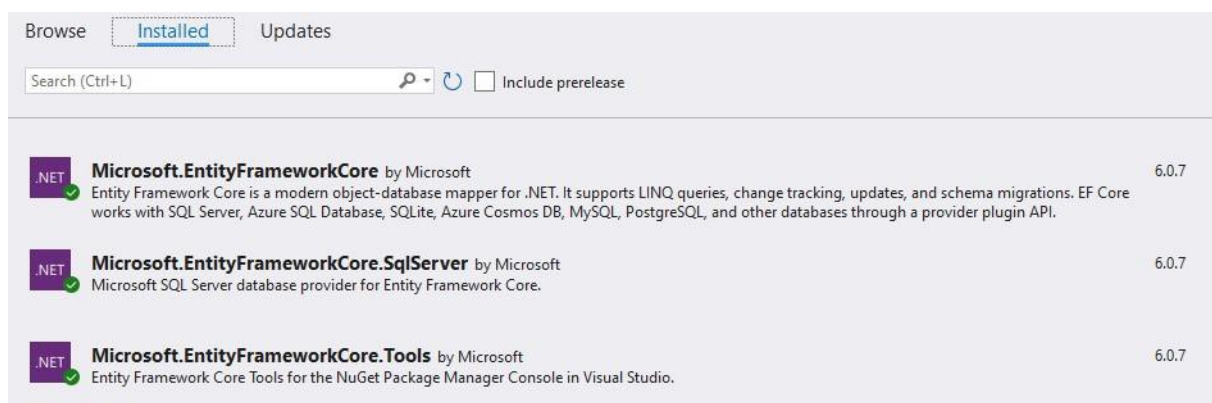 Browse Installed Updates
Search (Ctrl+L) Include prerelease
.NET Microsoft.EntityFrameworkCore by Microsoft 6.0.7
Entity Framework Core is a modern object-database mapper for .NET. It supports LINQ queries, change tracking, updates, and schema migrations. EF Core
works with SQL Server, Azure SQL Database, SQLite, Azure Cosmos DB, MySQL, PostgreSQL, and other databases through a provider plugin API.
.NET Microsoft.EntityFrameworkCore.SqlServer by Microsoft 6.0.7
Microsoft SQL Server database provider for Entity Framework Core.
.NET Microsoft.EntityFrameworkCore.Tools by Microsoft 6.0.7
Entity Framework Core Tools for the NuGet Package Manager Console in Visual Studio.